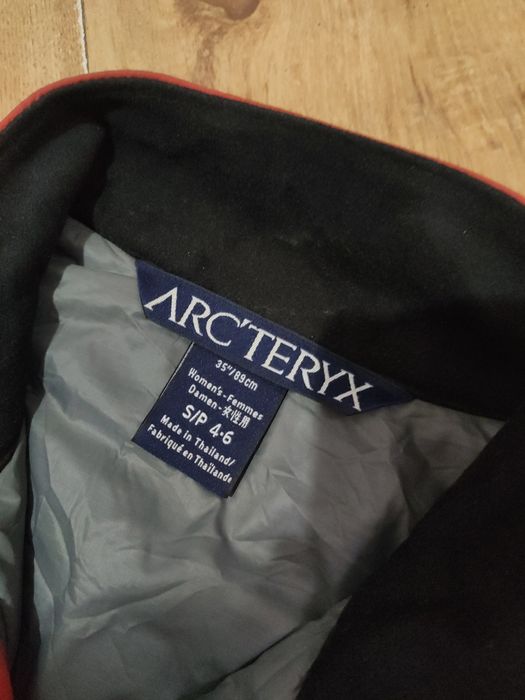 ARC'TERYX
35"/89cm
Women's-Femmes
Damen-女性用
S/P 4-6
Made in Thailand/
Fabriqué en Thaïlande